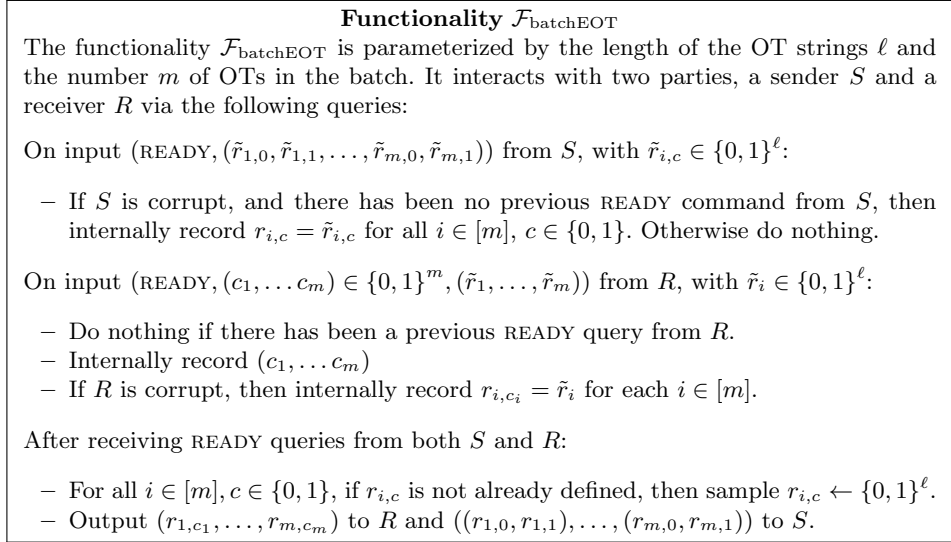 Functionality F_batchEOT
The functionality F_batchEOT is parameterized by the length of the OT strings ℓ and
the number m of OTs in the batch. It interacts with two parties, a sender S and a
receiver R via the following queries:
On input (READY, (r̃_{1,0}, r̃_{1,1}, . . . , r̃_{m,0}, r̃_{m,1})) from S, with r̃_{i,c} ∈ {0, 1}^ℓ:
– If S is corrupt, and there has been no previous READY command from S, then
internally record r_{i,c} = r̃_{i,c} for all i ∈ [m], c ∈ {0, 1}. Otherwise do nothing.
On input (READY, (c_1, . . . c_m) ∈ {0, 1}^m, (r̃_1, . . . , r̃_m)) from R, with r̃_i ∈ {0, 1}^ℓ:
– Do nothing if there has been a previous READY query from R.
– Internally record (c_1, . . . c_m)
– If R is corrupt, then internally record r_{i,c_i} = r̃_i for each i ∈ [m].
After receiving READY queries from both S and R:
– For all i ∈ [m], c ∈ {0, 1}, if r_{i,c} is not already defined, then sample r_{i,c} ← {0, 1}^ℓ.
– Output (r_{1,c_1}, . . . , r_{m,c_m}) to R and ((r_{1,0}, r_{1,1}), . . . , (r_{m,0}, r_{m,1})) to S.